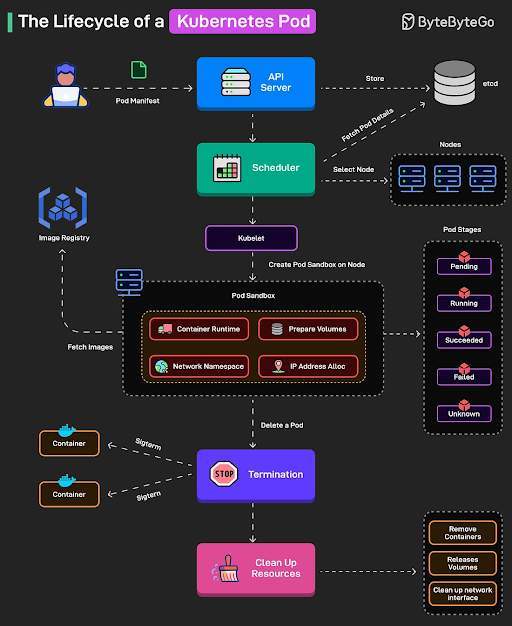 The Lifecycle of a Kubernetes Pod
ByteByteGo
Pod Manifest
API
Server
Store
etcd
Fetch Pod Details
Scheduler
Select Node
Nodes
Image Registry
Kubelet
Create Pod Sandbox on Node
Pod Sandbox
Container Runtime
Prepare Volumes
Network Namespace
IP Address Alloc
Fetch Images
Pod Stages
Pending
Running
Succeeded
Failed
Unknown
Delete a Pod
Container
Sigterm
Container
Sigtern
STOP
Termination
Clean Up
Resources
Remove
Containers
Releases
Volumes
Clean up network
interface